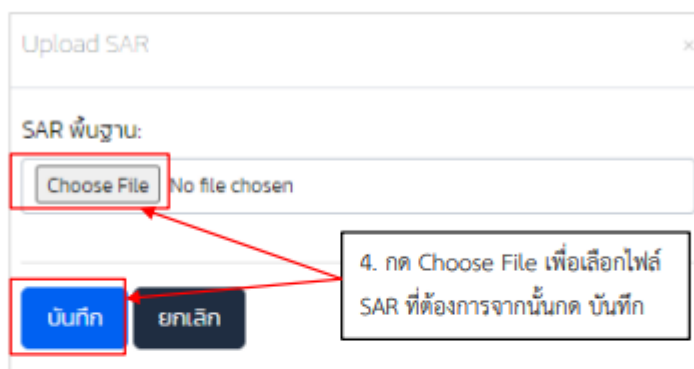 Upload SAR ×
SAR พื้นฐาน:
Choose File No file chosen
4. กด Choose File เพื่อเลือกไฟล์
SAR ที่ต้องการจากนั้นกด บันทึก
บันทึก ยกเลิก